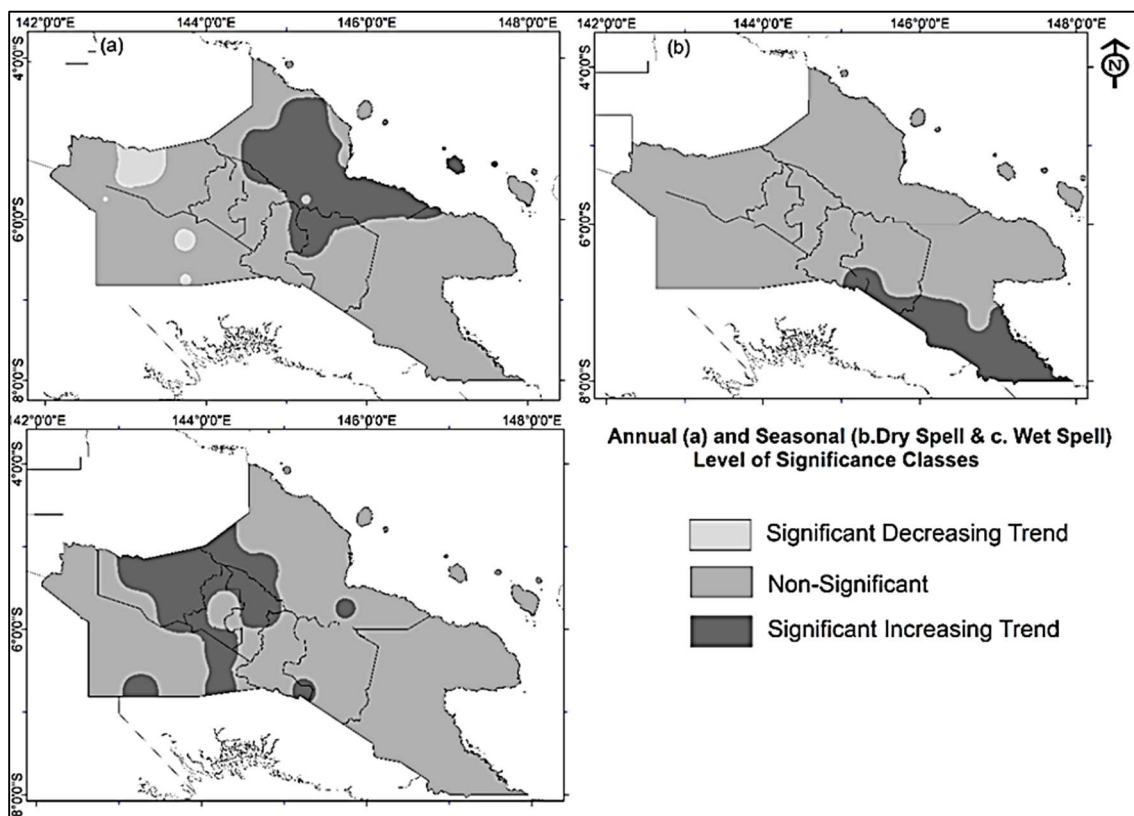 142°0'0"E 144°0'0"E 146°0'0"E 148°0'0"E
142°0'0"E 144°0'0"E 146°0'0"E 148°0'0"E
(a)
(b)
N
4°0'0"S
6°0'0"S
8°0'0"S
4°0'0"S
6°0'0"S
8°0'0"S
142°0'0"E 144°0'0"E 146°0'0"E 148°0'0"E
4°0'0"S
6°0'0"S
8°0'0"S
Annual (a) and Seasonal (b.Dry Spell & c. Wet Spell)
Level of Significance Classes
Significant Decreasing Trend
Non-Significant
Significant Increasing Trend